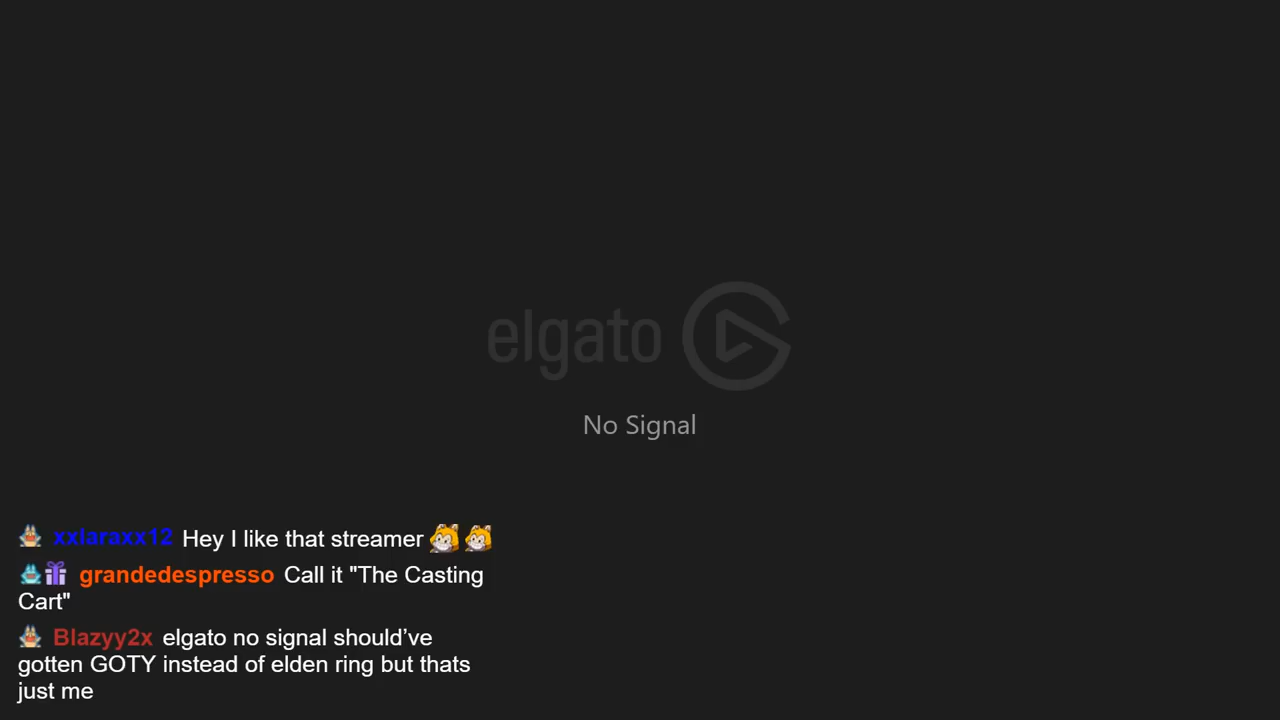 elgato
No Signal
xxlaraxx12 Hey I like that streamer
grandedespresso Call it "The Casting
Cart"
Blazyy2x elgato no signal should’ve
gotten GOTY instead of elden ring but thats
just me